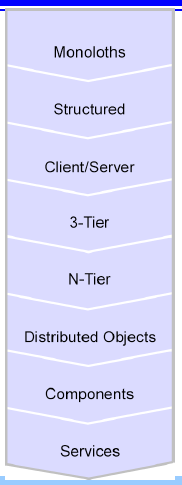 Monoloths
Structured
Client/Server
3-Tier
N-Tier
Distributed Objects
Components
Services